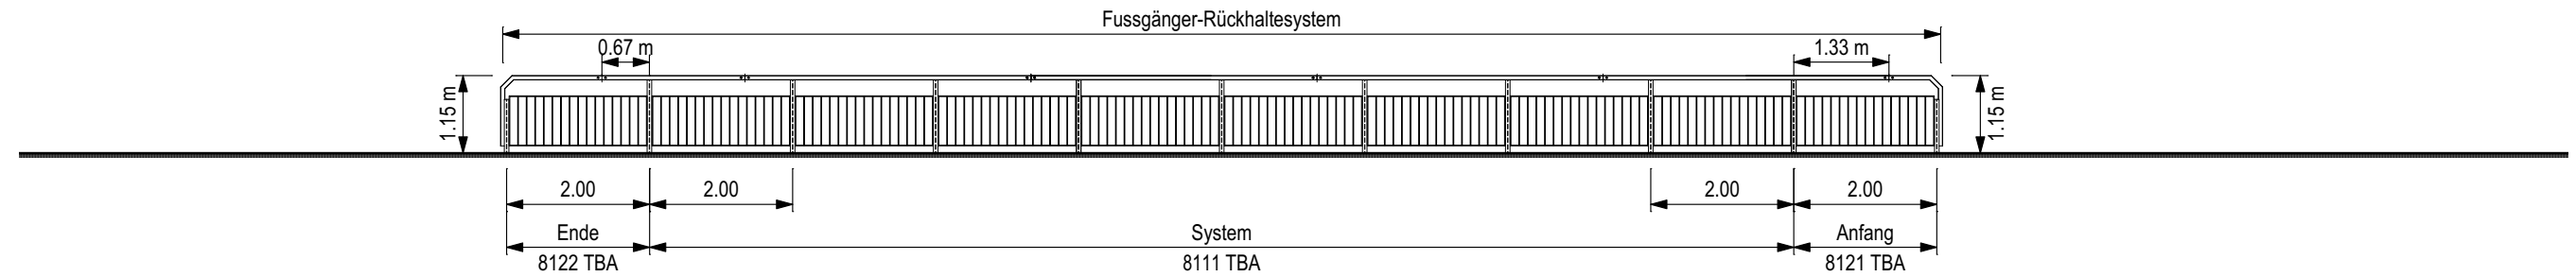 Fussgänger-Rückhaltesystem
0.67 m
1.33 m
1.15 m
1.15 m
2.00
2.00
2.00
2.00
Ende
System
Anfang
8122 TBA
8111 TBA
8121 TBA